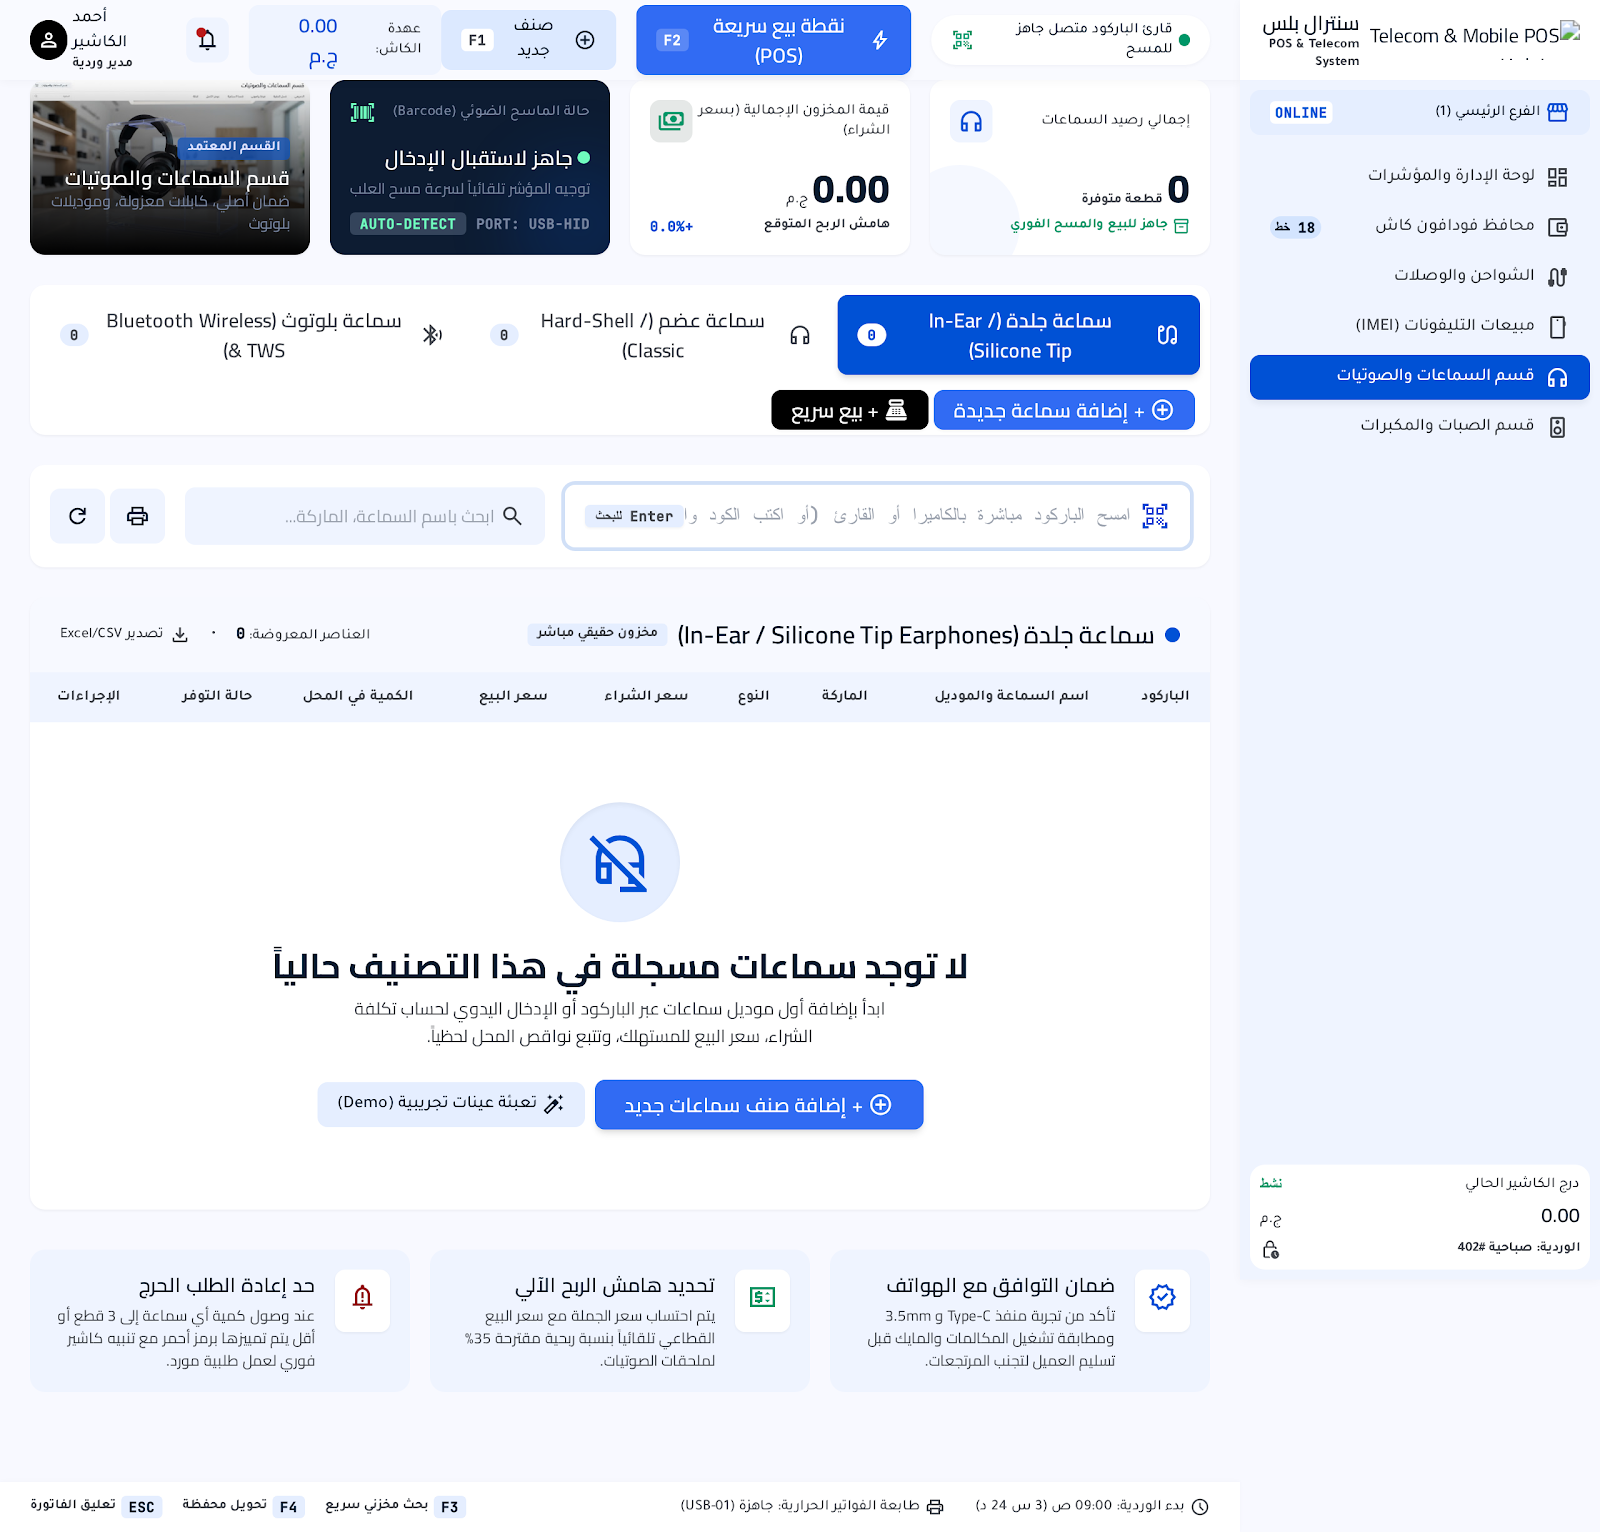 سنترال بلس
POS & Telecom
System
Telecom & Mobile POS
الفرع الرئيسي (1)
ONLINE
لوحة الإدارة والمؤشرات
محافظ فودافون كاش
18 خط
الشواحن والوصلات
مبيعات التليفونات (IMEI)
قسم السماعات والصوتيات
قسم الصبات والمكبرات
درج الكاشير الحالي
نشط
0.00
ج.م
الوردية: صباحية #402
قارئ الباركود متصل جاهز
للمسح
نقطة بيع سريعة
(POS)
F2
صنف
جديد
F1
عهدة
الكاش:
0.00
ج.م
أحمد
الكاشير
مدير وردية
إجمالي رصيد السماعات
0 قطعة متوفرة
جاهز للبيع والمسح الفوري
قيمة المخزون الإجمالية (بسعر
الشراء)
0.00 ج.م
هامش الربح المتوقع
+0.0%
حالة الماسح الضوئي (Barcode)
جاهز لاستقبال الإدخال
توجيه المؤشر تلقائياً لسرعة مسح العلب
PORT: USB-HID
AUTO-DETECT
القسم المعتمد
قسم السماعات والصوتيات
ضمان أصلي، كابلات معزولة، وموديلات
بلوتوث
سماعة جلدة (In-Ear /
Silicone Tip)
0
سماعة عضم (Hard-Shell /
Classic)
0
سماعة بلوتوث (Bluetooth Wireless
& TWS)
0
+ إضافة سماعة جديدة
+ بيع سريع
امسح الباركود مباشرة بالكاميرا أو القارئ (أو اكتب الكود وا
Enter للبحث
ابحث باسم السماعة، الماركة...
سماعة جلدة (In-Ear / Silicone Tip Earphones)
مخزون حقيقي مباشر
العناصر المعروضة: 0
•
تصدير Excel/CSV
الباركود
اسم السماعة والموديل
الماركة
النوع
سعر الشراء
سعر البيع
الكمية في المحل
حالة التوفر
الإجراءات
لا توجد سماعات مسجلة في هذا التصنيف حالياً
ابدأ بإضافة أول موديل سماعات عبر الباركود أو الإدخال اليدوي لحساب تكلفة
الشراء، سعر البيع للمستهلك، وتتبع نواقص المحل لحظياً.
+ إضافة صنف سماعات جديد
تعبئة عينات تجريبية (Demo)
ضمان التوافق مع الهواتف
تأكد من تجربة منفذ Type-C و 3.5mm
ومطابقة تشغيل المكالمات والمايك قبل
تسليم العميل لتجنب المرتجعات.
تحديد هامش الربح الآلي
يتم احتساب سعر الجملة مع سعر البيع
القطاعي تلقائياً بنسبة ربحية مقترحة 35%
لملحقات الصوتيات.
حد إعادة الطلب الحرج
عند وصول كمية أي سماعة إلى 3 قطع أو
أقل يتم تمييزها برمز أحمر مع تنبيه كاشير
فوري لعمل طلبية مورد.
بدء الوردية: 09:00 ص (3 س 24 د)
طابعة الفواتير الحرارية: جاهزة (USB-01)
F3 بحث مخزني سريع
F4 تحويل محفظة
ESC تعليق الفاتورة